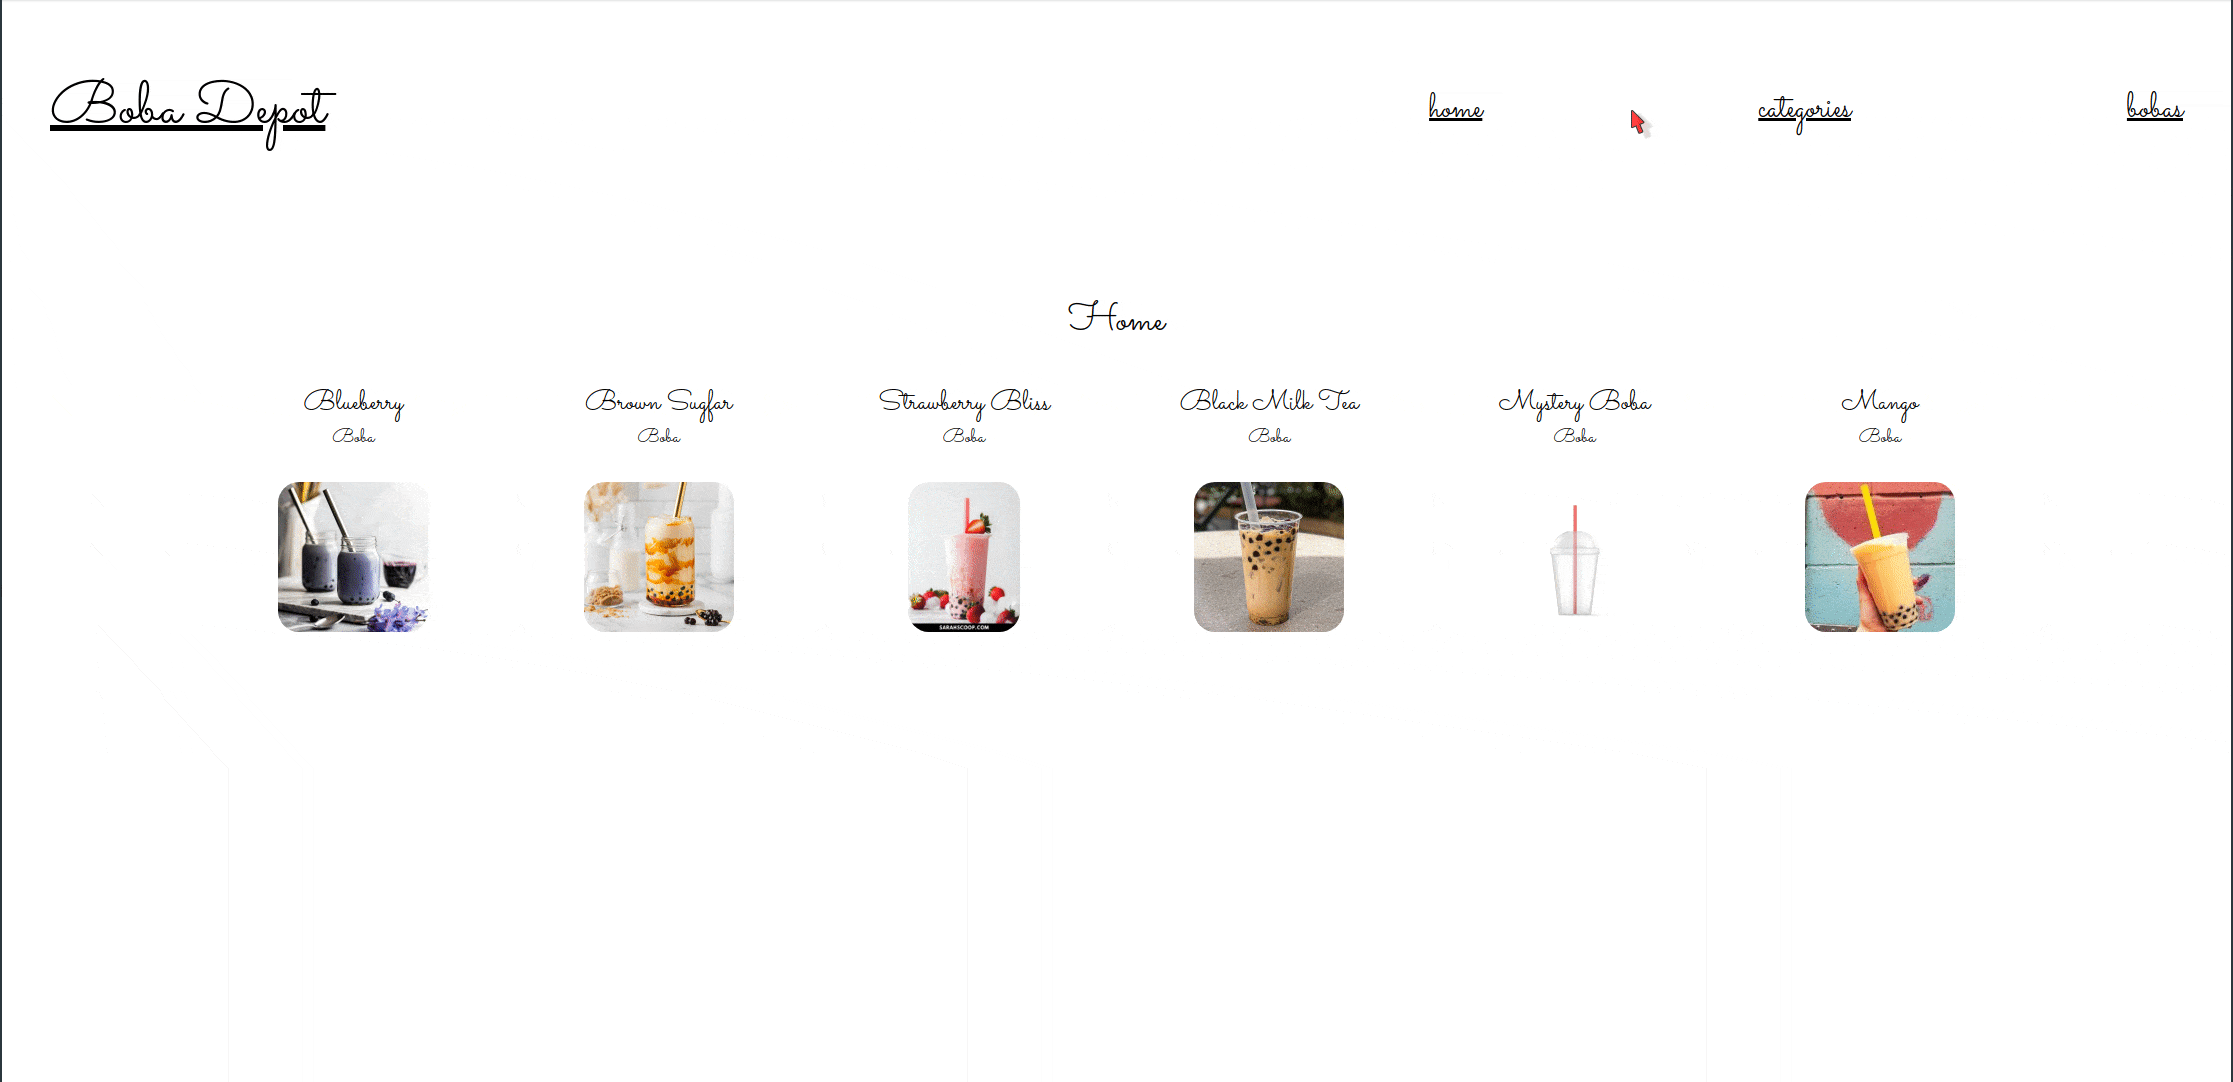 Boba Depot
home categories bobas
Home
Blueberry Brown Sugfar Strawberry Bliss Black Milk Tea Mystery Boba Mango
Boba Boba Boba Boba Boba Boba
SARAHSCOOP.COM